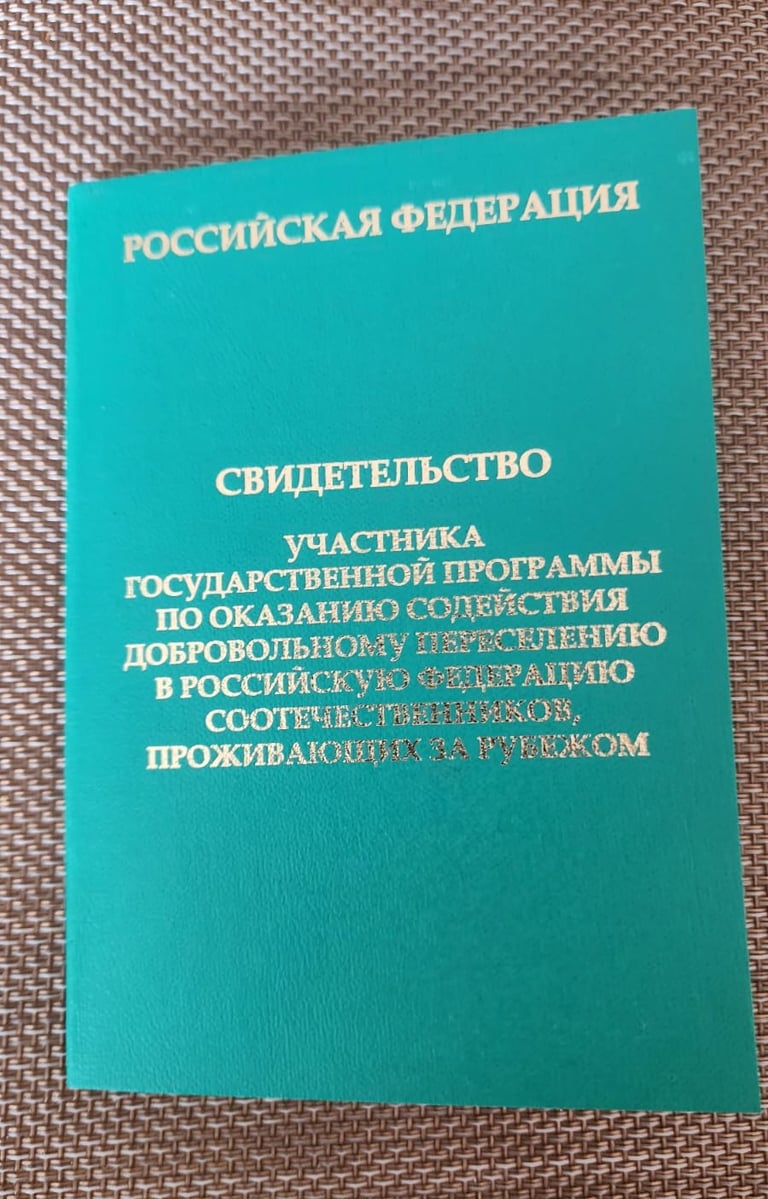 РОССИЙСКАЯ ФЕДЕРАЦИЯ
СВИДЕТЕЛЬСТВО
УЧАСТНИКА
ГОСУДАРСТВЕННОЙ ПРОГРАММЫ
ПО ОКАЗАНИЮ СОДЕЙСТВИЯ
ДОБРОВОЛЬНОМУ ПЕРЕСЕЛЕНИЮ
В РОССИЙСКУЮ ФЕДЕРАЦИЮ
СООТЕЧЕСТВЕННИКОВ,
ПРОЖИВАЮЩИХ ЗА РУБЕЖОМ